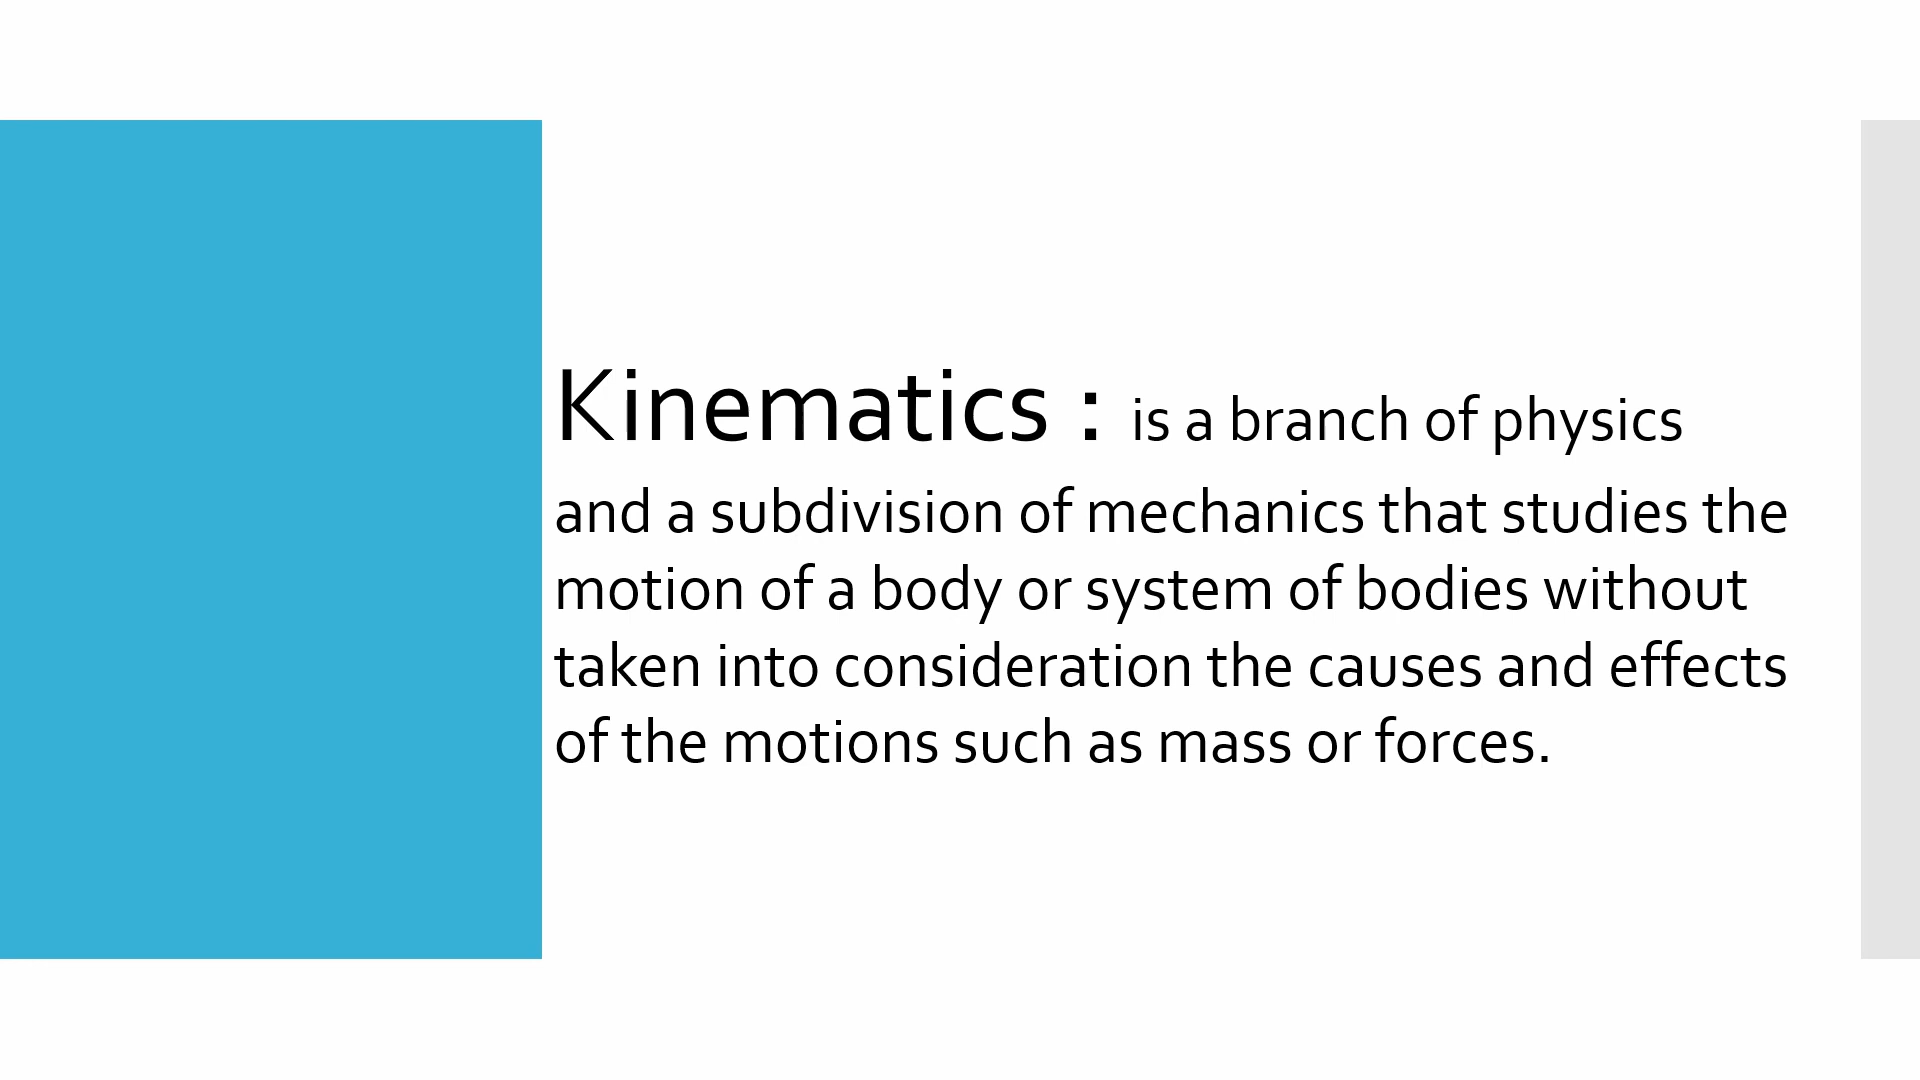 Kinematics : is a branch of physics
and a subdivision of mechanics that studies the
motion of a body or system of bodies without
taken into consideration the causes and effects
of the motions such as mass or forces.